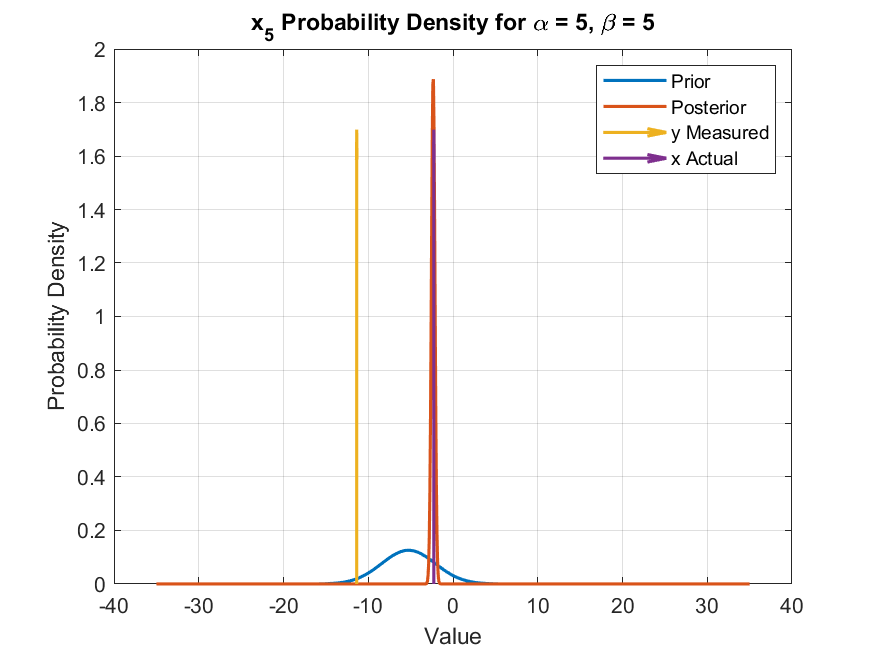 x5 Probability Density for α = 5, β = 5
2
1.8
1.6
1.4
1.2
1
0.8
0.6
0.4
0.2
0
Probability Density
Prior
Posterior
y Measured
x Actual
-40 -30 -20 -10 0 10 20 30 40
Value